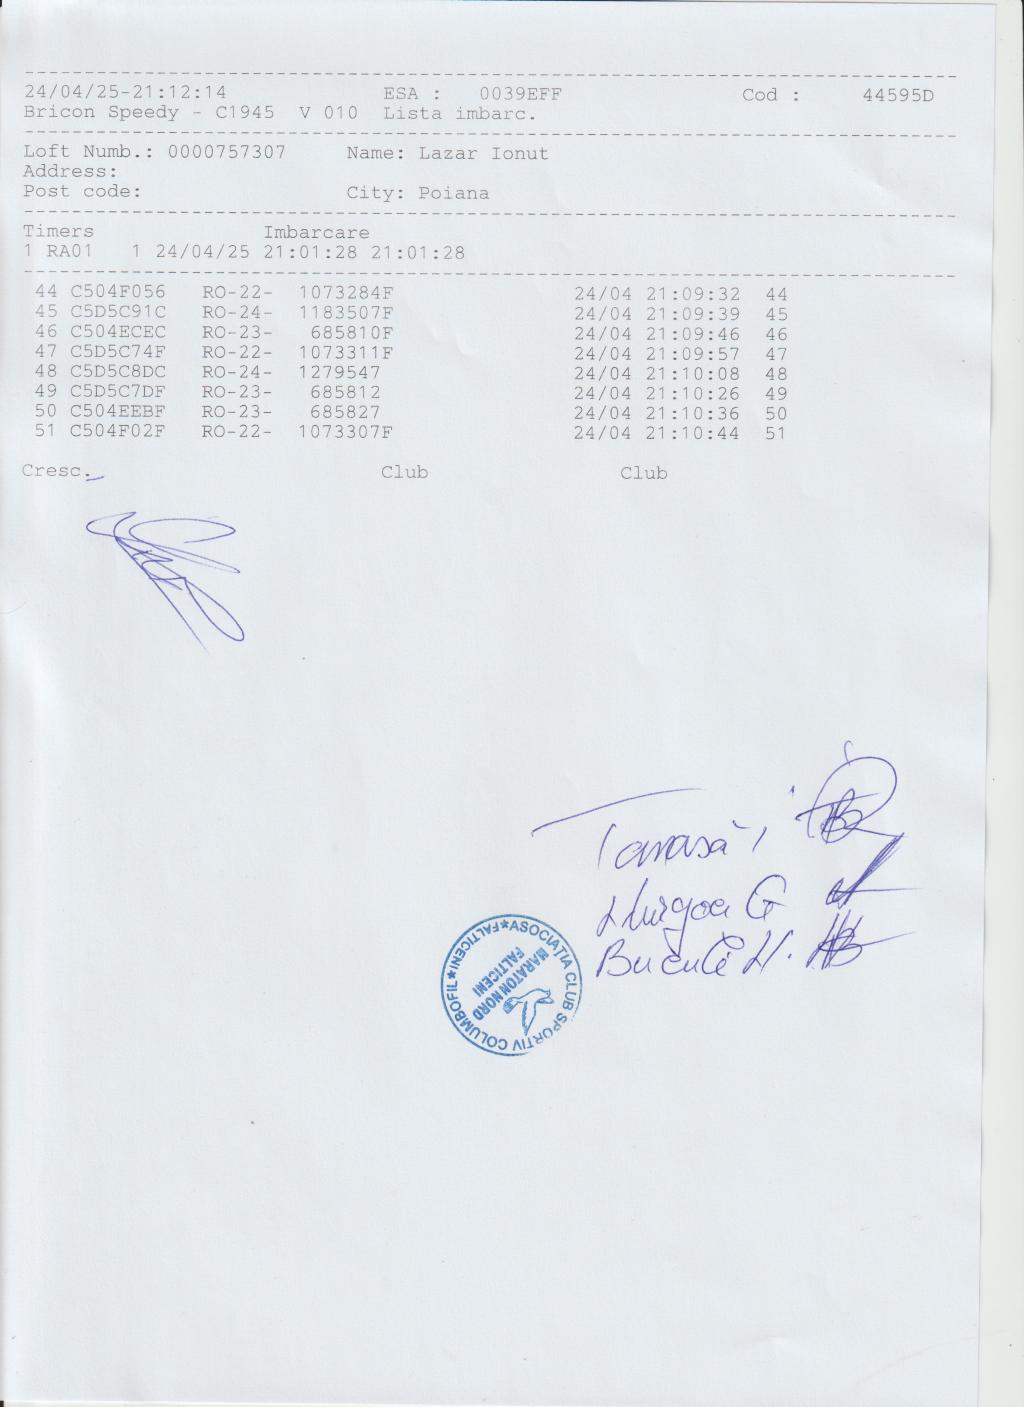 24/04/25-21:12:14 ESA : 0039EFF Cod : 44595D
Bricon Speedy - C1945 V 010 Lista imbarc.
Loft Numb.: 0000757307 Name: Lazar Ionut
Address:
Post code: City: Poiana
Timers Imbarcare
1 RA01 1 24/04/25 21:01:28 21:01:28
44 C504F056 RO-22- 1073284F 24/04 21:09:32 44
45 C5D5C91C RO-24- 1183507F 24/04 21:09:39 45
46 C504ECEC RO-23- 685810F 24/04 21:09:46 46
47 C5D5C74F RO-22- 1073311F 24/04 21:09:57 47
48 C5D5C8DC RO-24- 1279547 24/04 21:10:08 48
49 C5D5C7DF RO-23- 685812 24/04 21:10:26 49
50 C504EEBF RO-23- 685827 24/04 21:10:36 50
51 C504F02F RO-22- 1073307F 24/04 21:10:44 51
Cresc. Club Club
Tanasă I
G
ASOCIAŢIA CLUB SPORTIV COLUMBOFIL*FALTICENI*
MARATON NORD
FALTICENI